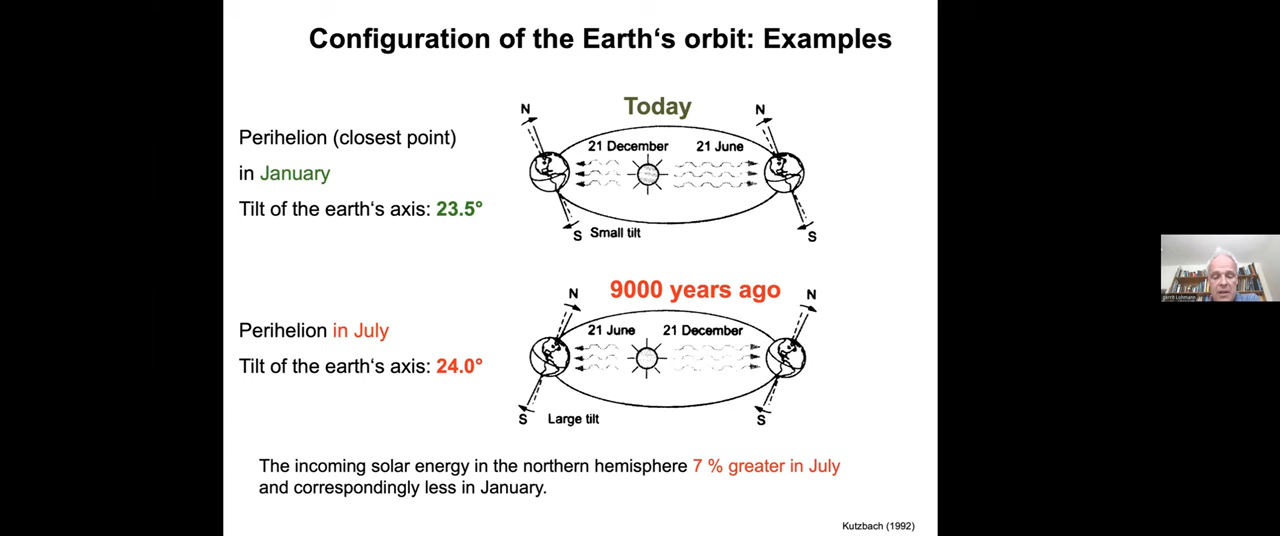 Configuration of the Earth‘s orbit: Examples
Today
N
N
Perihelion (closest point)
21 December
21 June
in January
Tilt of the earth‘s axis: 23.5°
S
Small tilt
S
9000 years ago
N
N
Perihelion in July
21 June
21 December
Tilt of the earth‘s axis: 24.0°
S
Large tilt
S
The incoming solar energy in the northern hemisphere 7 % greater in July
and correspondingly less in January.
Kutzbach (1992)
gerrit Lohmann